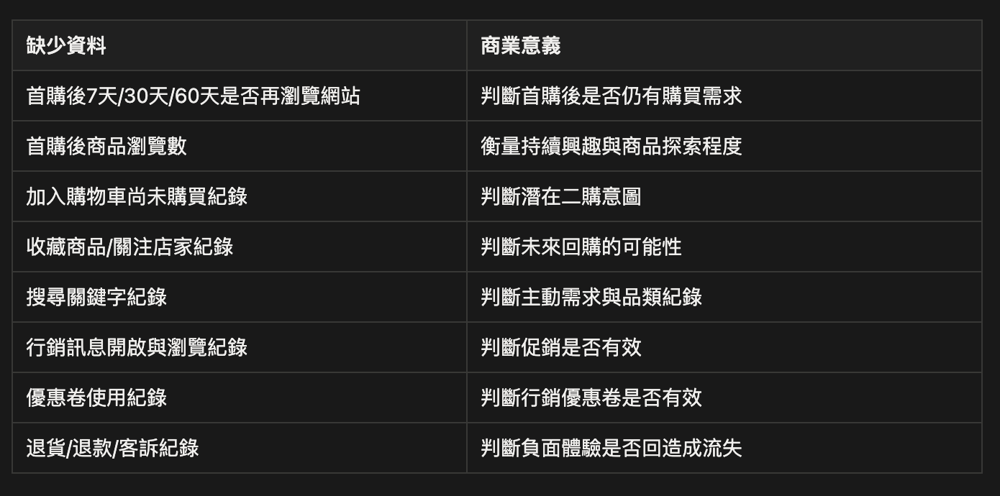 缺少資料
商業意義
首購後7天/30天/60天是否再瀏覽網站
判斷首購後是否仍有購買需求
首購後商品瀏覽數
衡量持續興趣與商品探索程度
加入購物車尚未購買紀錄
判斷潛在二購意圖
收藏商品/關注店家紀錄
判斷未來回購的可能性
搜尋關鍵字紀錄
判斷主動需求與品類紀錄
行銷訊息開啟與瀏覽紀錄
判斷促銷是否有效
優惠卷使用紀錄
判斷行銷優惠卷是否有效
退貨/退款/客訴紀錄
判斷負面體驗是否回造成流失